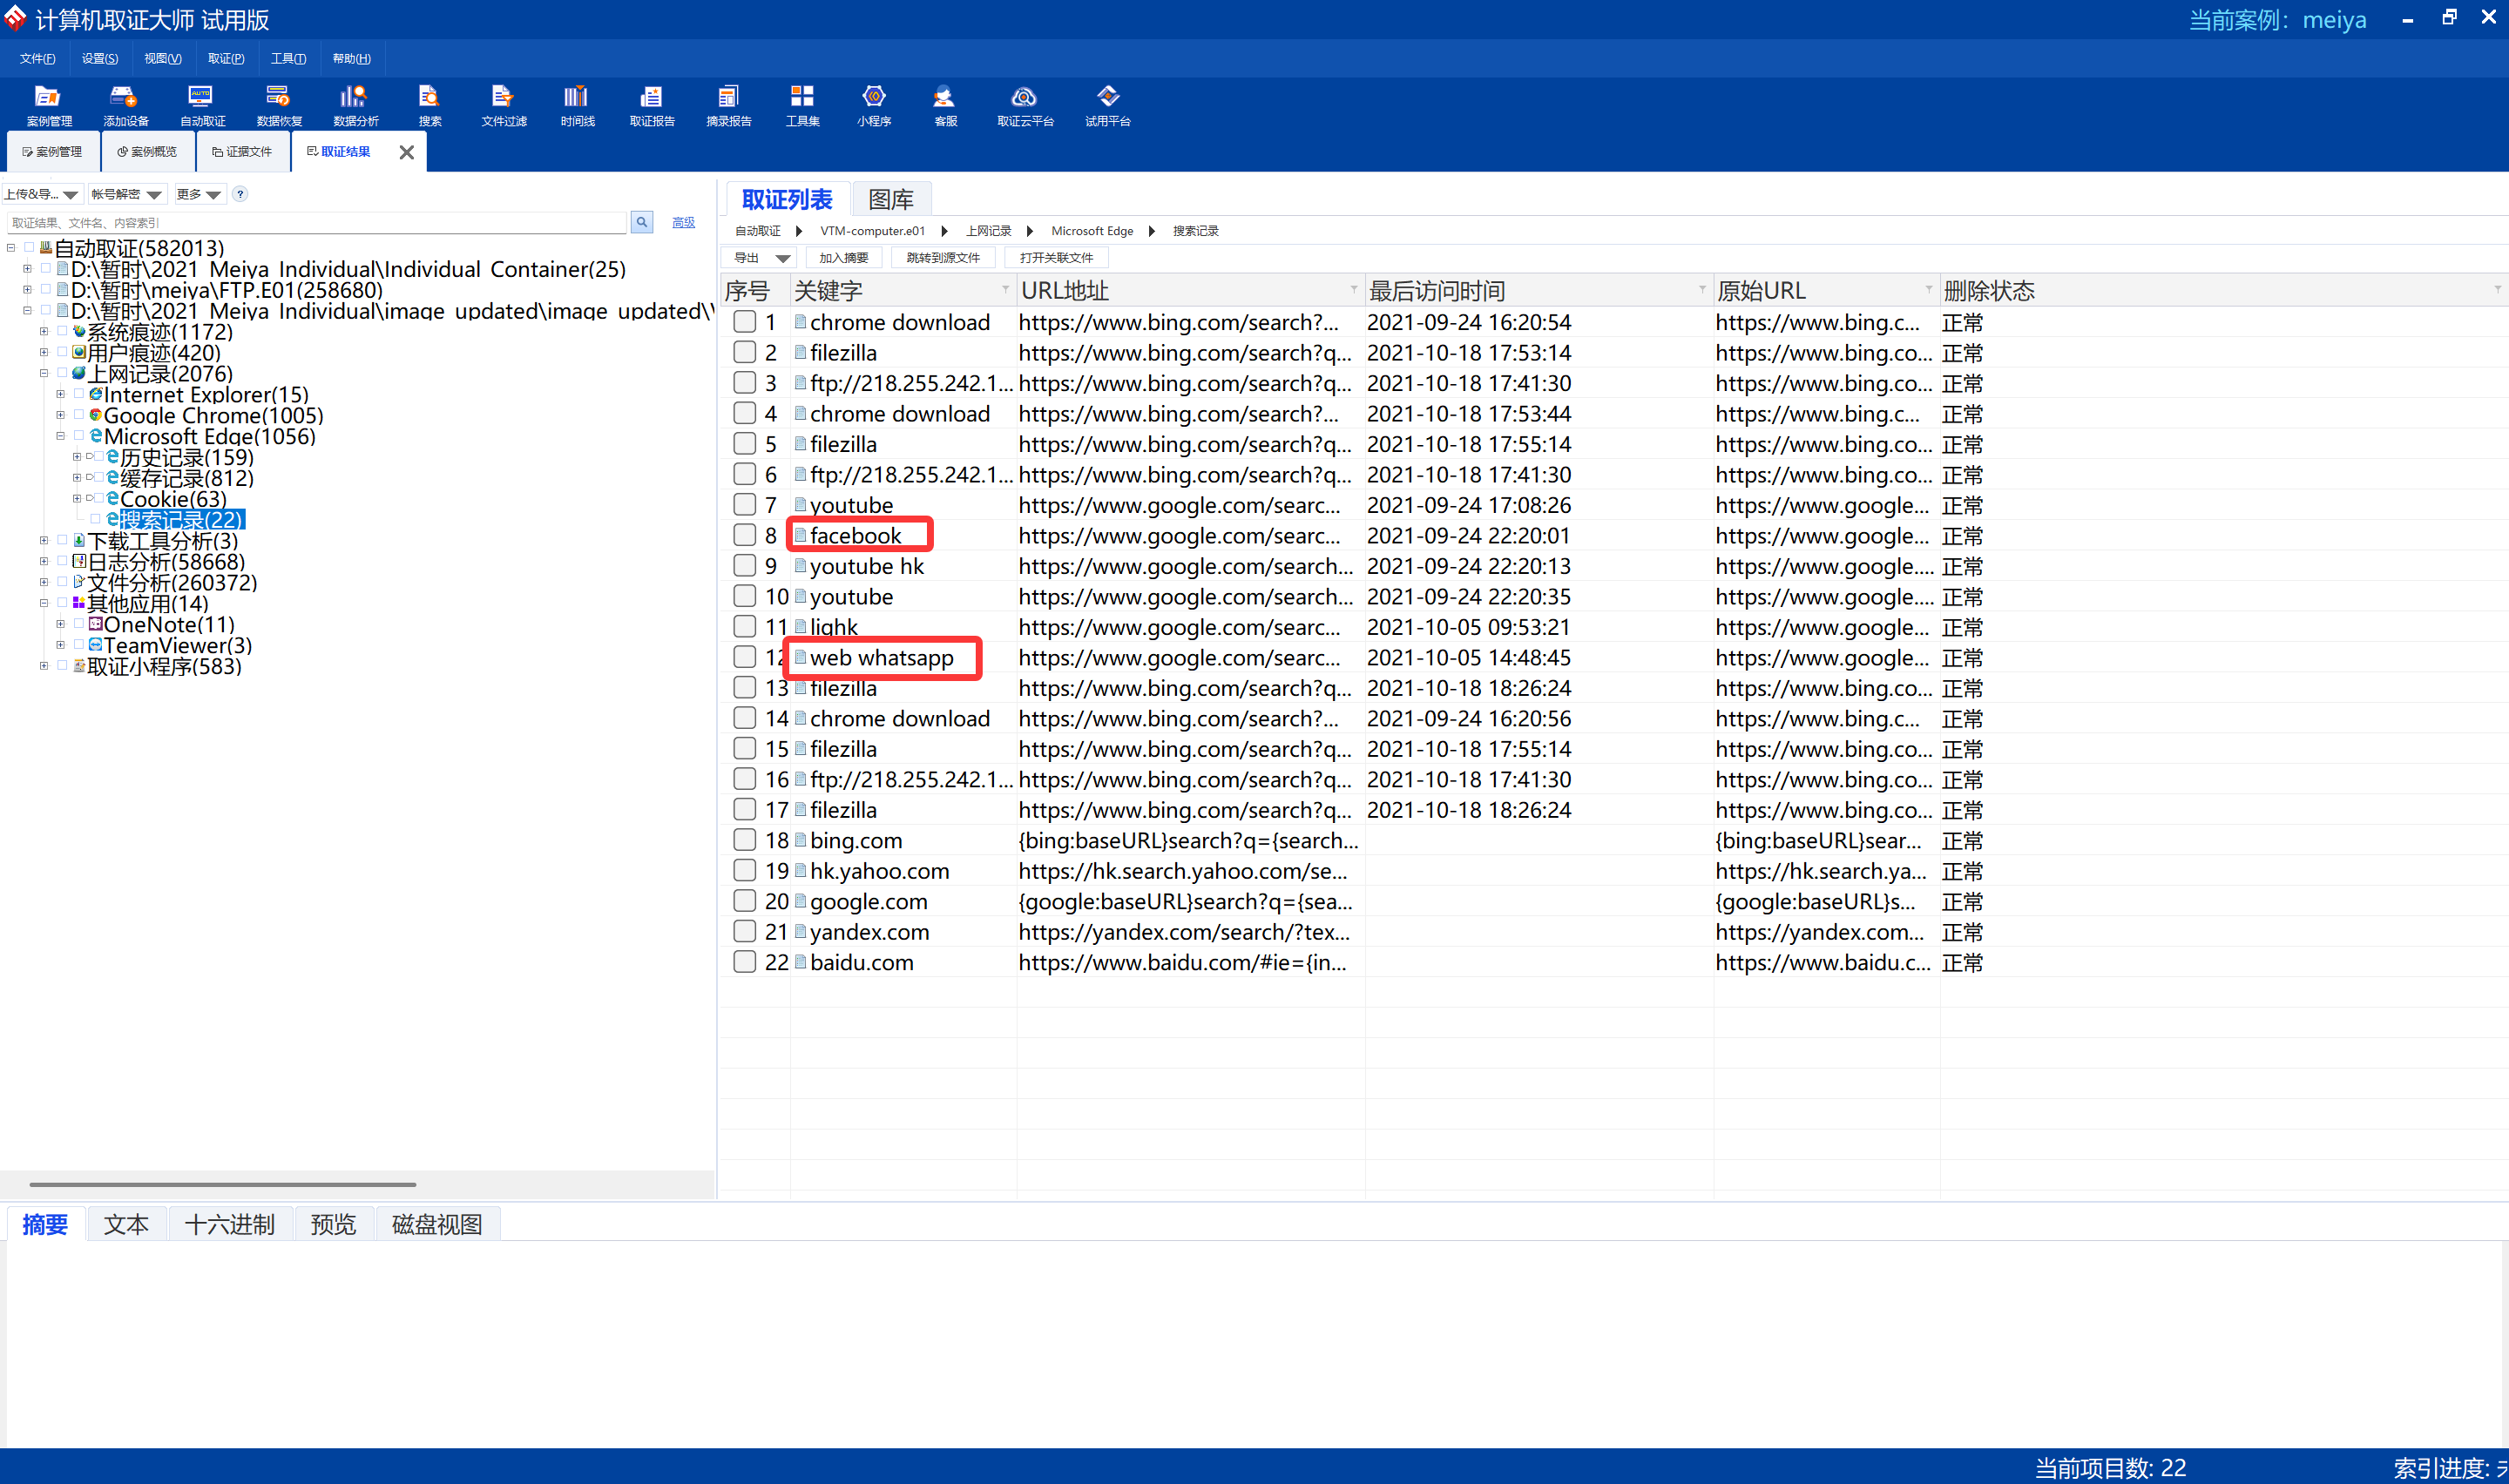 计算机取证大师 试用版
当前案例：meiya
文件(F) 设置(S) 视图(V) 取证(P) 工具(T) 帮助(H)
案例管理 添加设备 自动取证 数据恢复 数据分析 搜索 文件过滤 时间线 取证报告 摘录报告 工具集 小程序 客服 取证云平台 试用平台
案例管理 案例概览 证据文件 取证结果
上传&导... 帐号解密 更多 ?
取证结果、文件名、内容索引 高级
自动取证(582013)
D:\暂时\2021 Meiya Individual\Individual Container(25)
D:\暂时\meiya\FTP.E01(258680)
D:\暂时\2021 Meiya Individual\image updated\image updated\
系统痕迹(1172)
用户痕迹(420)
上网记录(2076)
Internet Explorer(15)
Google Chrome(1005)
Microsoft Edge(1056)
历史记录(159)
缓存记录(812)
Cookie(63)
搜索记录(22)
下载工具分析(3)
日志分析(58668)
文件分析(260372)
其他应用(14)
OneNote(11)
TeamViewer(3)
取证小程序(583)
取证列表 图库
自动取证 VTM-computer.e01 上网记录 Microsoft Edge 搜索记录
导出 加入摘要 跳转到源文件 打开关联文件
序号 关键字 URL地址 最后访问时间 原始URL 删除状态
1 chrome download https://www.bing.com/search?... 2021-09-24 16:20:54 https://www.bing.c... 正常
2 filezilla https://www.bing.com/search?q... 2021-10-18 17:53:14 https://www.bing.co... 正常
3 ftp://218.255.242.1... https://www.bing.com/search?q... 2021-10-18 17:41:30 https://www.bing.co... 正常
4 chrome download https://www.bing.com/search?... 2021-10-18 17:53:44 https://www.bing.c... 正常
5 filezilla https://www.bing.com/search?q... 2021-10-18 17:55:14 https://www.bing.co... 正常
6 ftp://218.255.242.1... https://www.bing.com/search?q... 2021-10-18 17:41:30 https://www.bing.co... 正常
7 youtube https://www.google.com/searc... 2021-09-24 17:08:26 https://www.google... 正常
8 facebook https://www.google.com/searc... 2021-09-24 22:20:01 https://www.google... 正常
9 youtube hk https://www.google.com/search... 2021-09-24 22:20:13 https://www.google.... 正常
10 youtube https://www.google.com/search... 2021-09-24 22:20:35 https://www.google.... 正常
11 lighk https://www.google.com/searc... 2021-10-05 09:53:21 https://www.google... 正常
12 web whatsapp https://www.google.com/searc... 2021-10-05 14:48:45 https://www.google... 正常
13 filezilla https://www.bing.com/search?q... 2021-10-18 18:26:24 https://www.bing.co... 正常
14 chrome download https://www.bing.com/search?... 2021-09-24 16:20:56 https://www.bing.c... 正常
15 filezilla https://www.bing.com/search?q... 2021-10-18 17:55:14 https://www.bing.co... 正常
16 ftp://218.255.242.1... https://www.bing.com/search?q... 2021-10-18 17:41:30 https://www.bing.co... 正常
17 filezilla https://www.bing.com/search?q... 2021-10-18 18:26:24 https://www.bing.co... 正常
18 bing.com {bing:baseURL}search?q={search... {bing:baseURL}sear... 正常
19 hk.yahoo.com https://hk.search.yahoo.com/se... https://hk.search.ya... 正常
20 google.com {google:baseURL}search?q={sea... {google:baseURL}s... 正常
21 yandex.com https://yandex.com/search/?tex... https://yandex.com... 正常
22 baidu.com https://www.baidu.com/#ie={in... https://www.baidu.c... 正常
摘要 文本 十六进制 预览 磁盘视图
当前项目数: 22 索引进度: